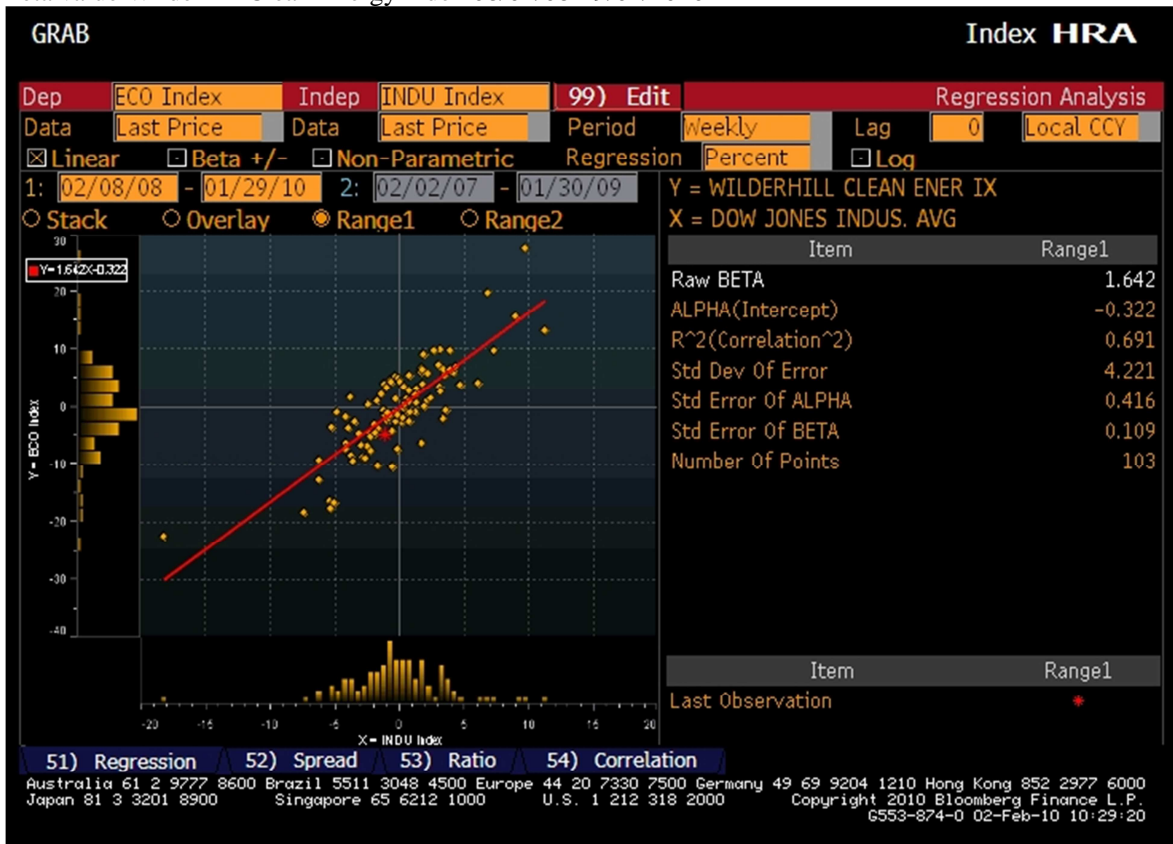 GRAB Index HRA
Dep ECO Index Indep INDU Index 99) Edit Regression Analysis
Data Last Price Data Last Price Period Weekly Lag 0 Local CCY
Linear Beta +/- Non-Parametric Regression Percent Log
1: 02/08/08 - 01/29/10 2: 02/02/07 - 01/30/09 Y = WILDERHILL CLEAN ENER IX
Stack Overlay Range1 Range2 X = DOW JONES INDUS. AVG
Item Range1
Raw BETA 1.642
ALPHA(Intercept) -0.322
R^2(Correlation^2) 0.691
Std Dev Of Error 4.221
Std Error Of ALPHA 0.416
Std Error Of BETA 0.109
Number Of Points 103
Item Range1
Last Observation *
30
Y=1.642X-0.322
20
10
0
-10
-20
-30
-40
Y = ECO Index
-20 -15 -10 -5 0 5 10 15 20
X = INDU Index
51) Regression 52) Spread 53) Ratio 54) Correlation
Australia 61 2 9777 8600 Brazil 5511 3048 4500 Europe 44 20 7330 7500 Germany 49 69 9204 1210 Hong Kong 852 2977 6000
Japan 81 3 3201 8900 Singapore 65 6212 1000 U.S. 1 212 318 2000 Copyright 2010 Bloomberg Finance L.P.
G553-874-0 02-Feb-10 10:29:20